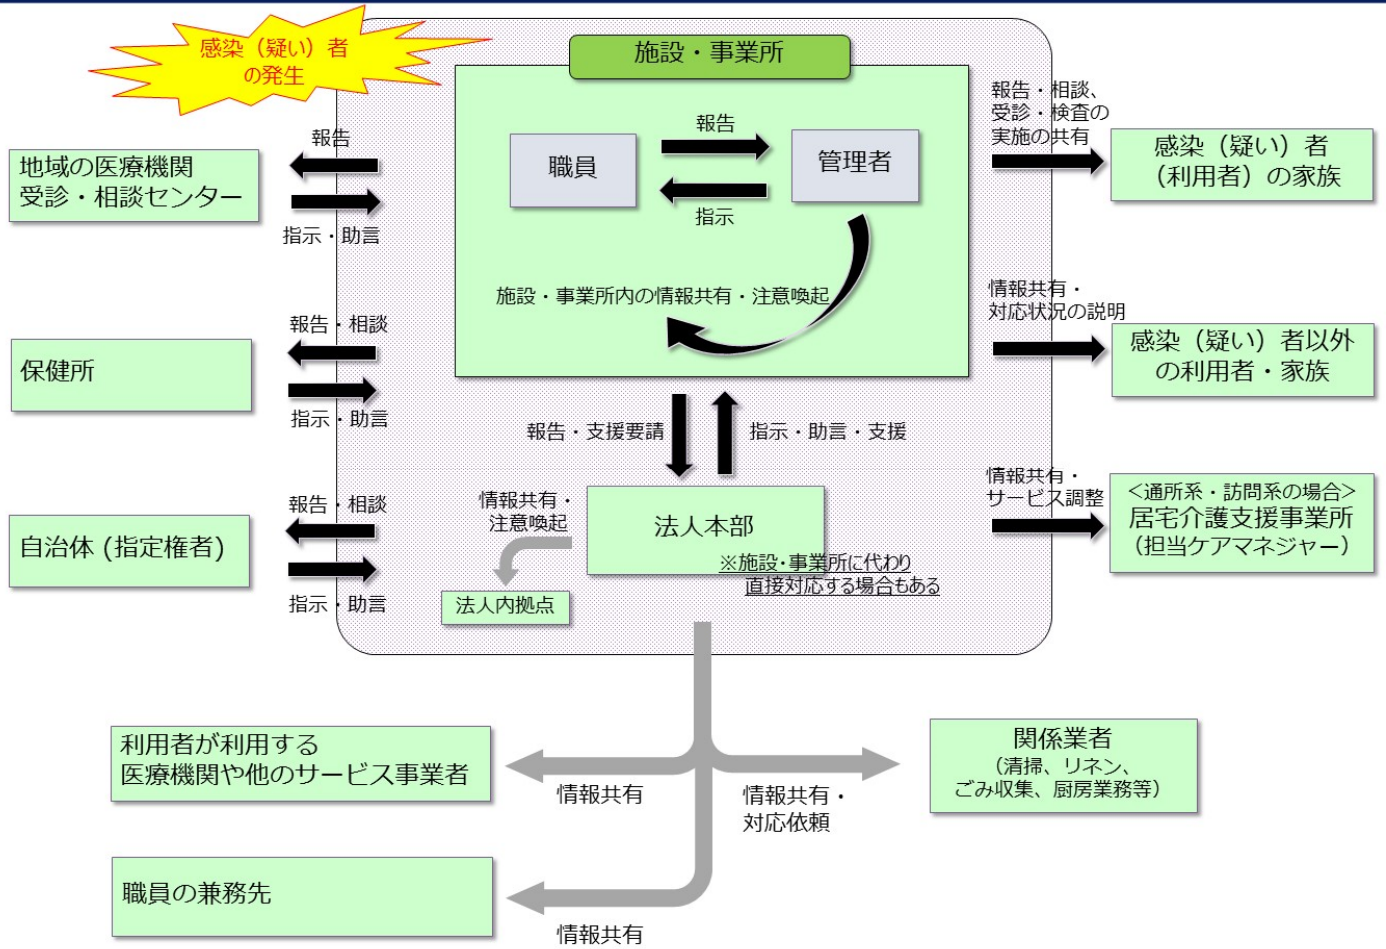 感染（疑い）者
の発生
施設・事業所
報告
職員
管理者
指示
施設・事業所内の情報共有・注意喚起
報告
地域の医療機関
受診・相談センター
指示・助言
報告・相談
保健所
指示・助言
報告・相談
自治体 (指定権者)
指示・助言
報告・相談、
受診・検査の
実施の共有
感染（疑い）者
（利用者）の家族
情報共有・
対応状況の説明
感染（疑い）者以外
の利用者・家族
情報共有・
サービス調整
＜通所系・訪問系の場合＞
居宅介護支援事業所
（担当ケアマネジャー）
報告・支援要請
指示・助言・支援
情報共有・
注意喚起
法人本部
※施設・事業所に代わり
直接対応する場合もある
法人内拠点
利用者が利用する
医療機関や他のサービス事業者
情報共有
情報共有・
対応依頼
関係業者
（清掃、リネン、
ごみ収集、厨房業務等）
職員の兼務先
情報共有